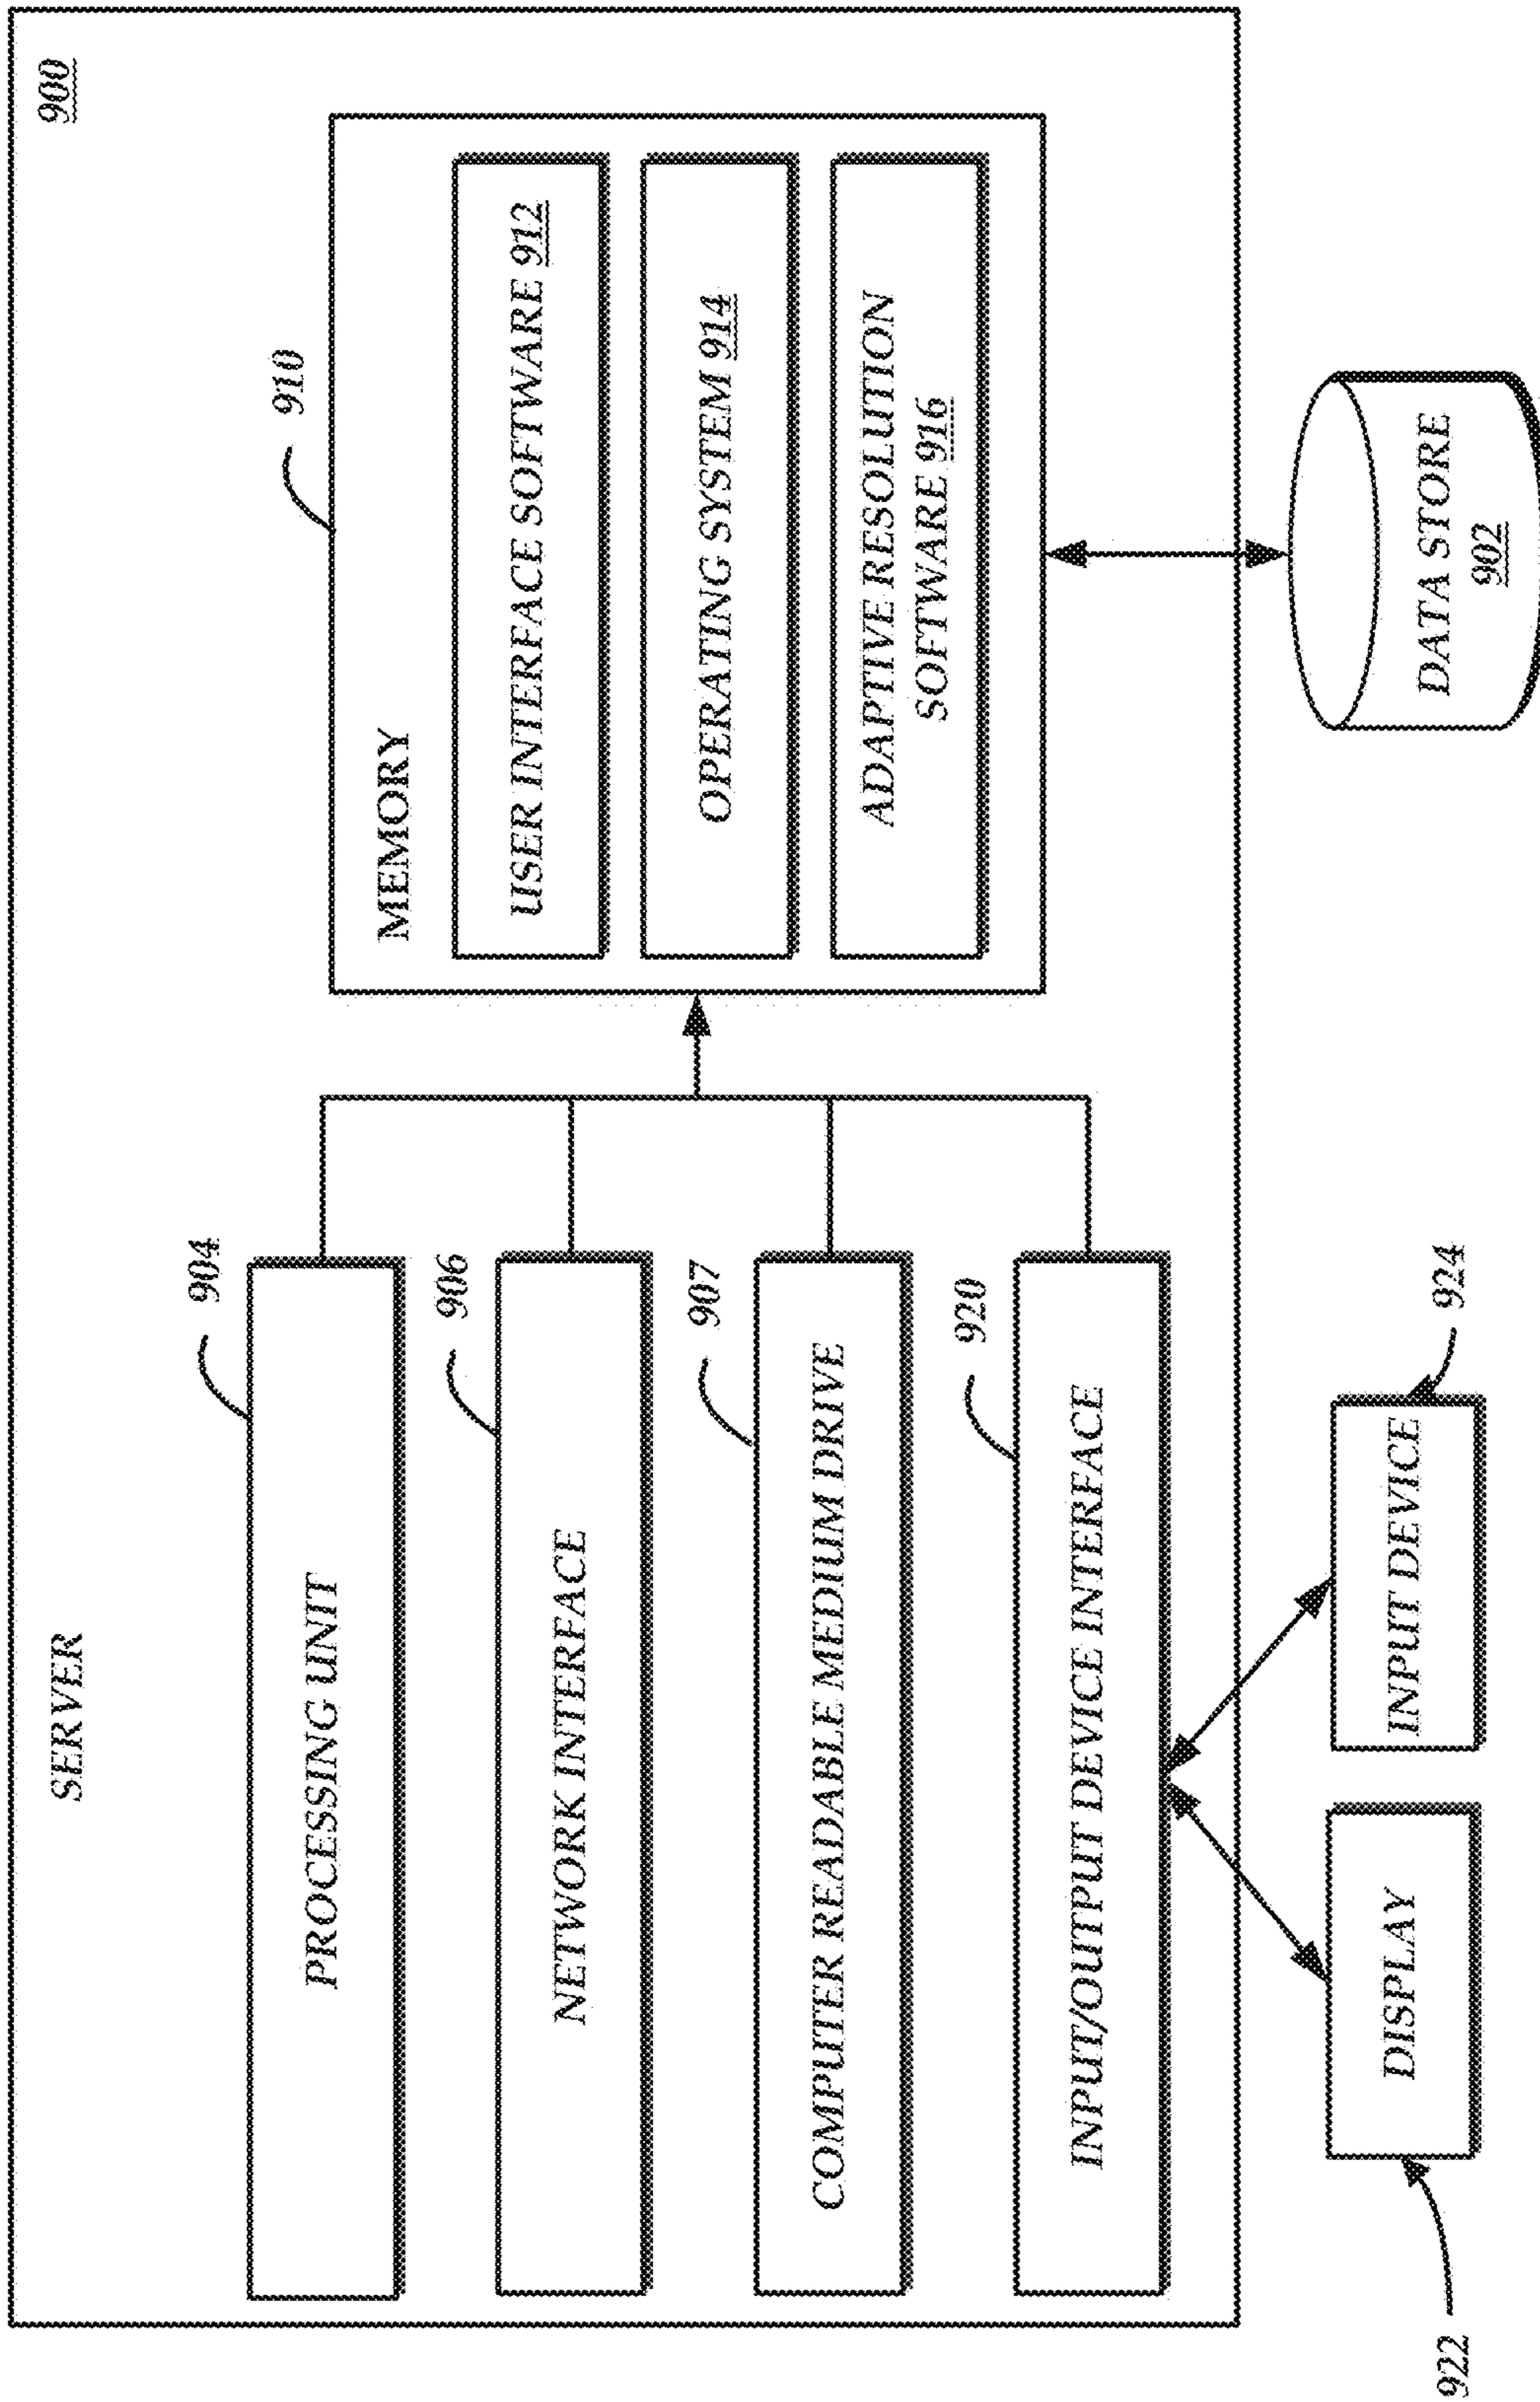 SERVER
900
904
PROCESSING UNIT
906
NETWORK INTERFACE
907
COMPUTER READABLE MEDIUM DRIVE
920
INPUT/OUTPUT DEVICE INTERFACE
910
MEMORY
USER INTERFACE SOFTWARE 912
OPERATING SYSTEM 914
ADAPTIVE RESOLUTION
SOFTWARE 916
922
DISPLAY
INPUT DEVICE
924
DATA STORE
902